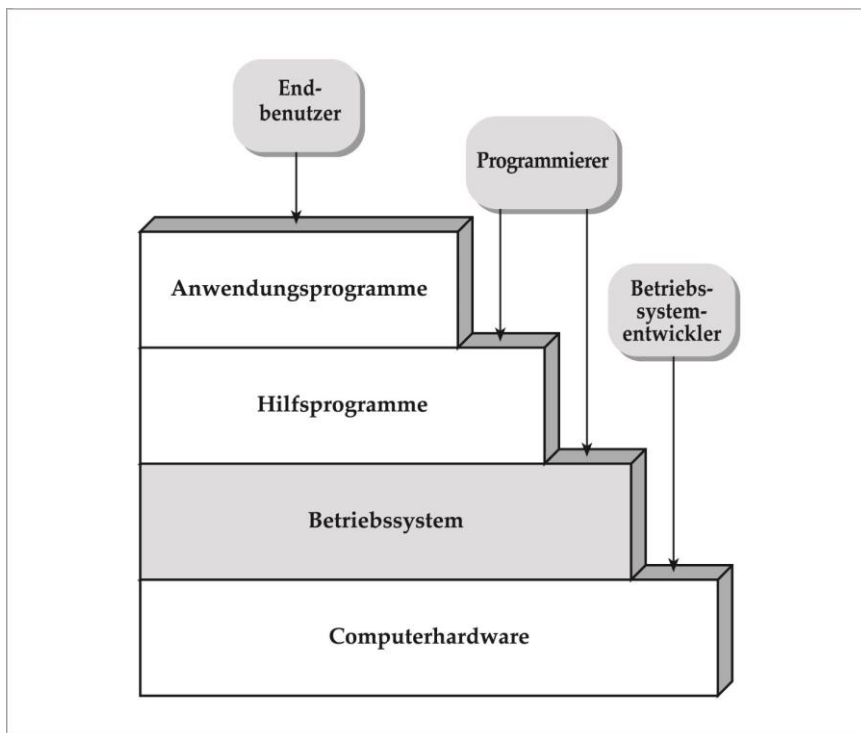 End-
benutzer
Programmierer
Betriebs-
system-
entwickler
Anwendungsprogramme
Hilfsprogramme
Betriebssystem
Computerhardware